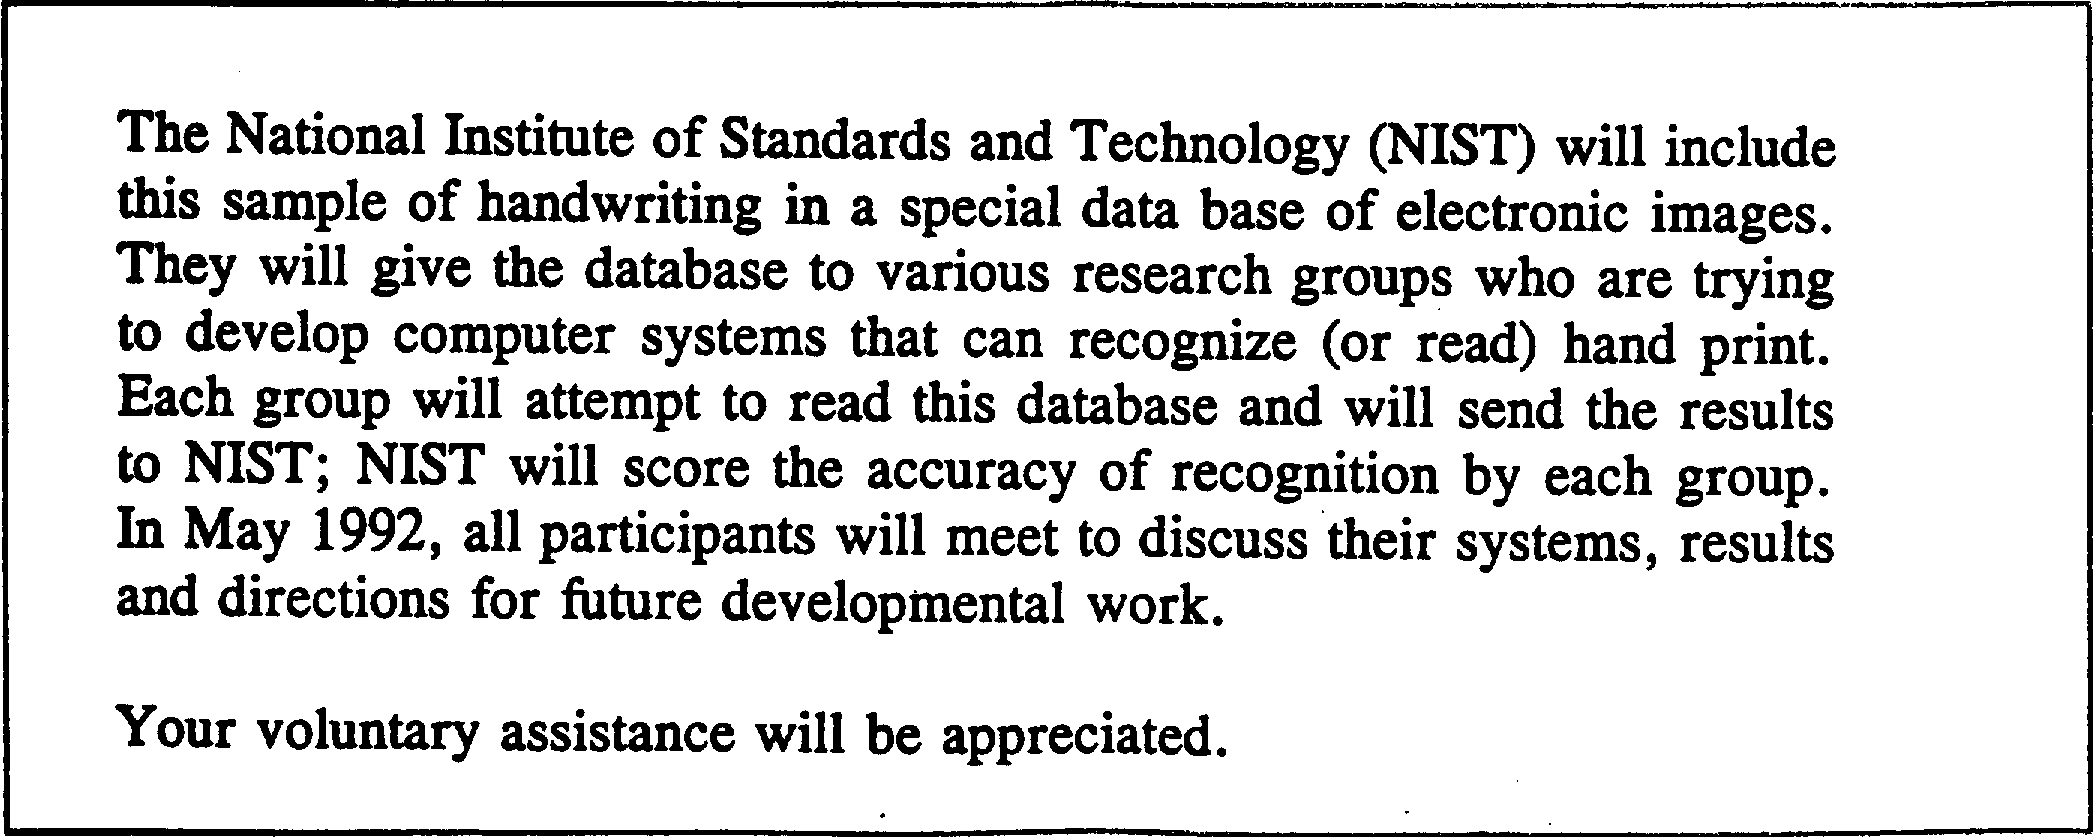 The National Institute of Standards and Technology (NIST) will include
this sample of handwriting in a special data base of electronic images.
They will give the database to various research groups who are trying
to develop computer systems that can recognize (or read) hand print.
Each group will attempt to read this database and will send the results
to NIST; NIST will score the accuracy of recognition by each group.
In May 1992, all participants will meet to discuss their systems, results
and directions for future developmental work.
Your voluntary assistance will be appreciated.